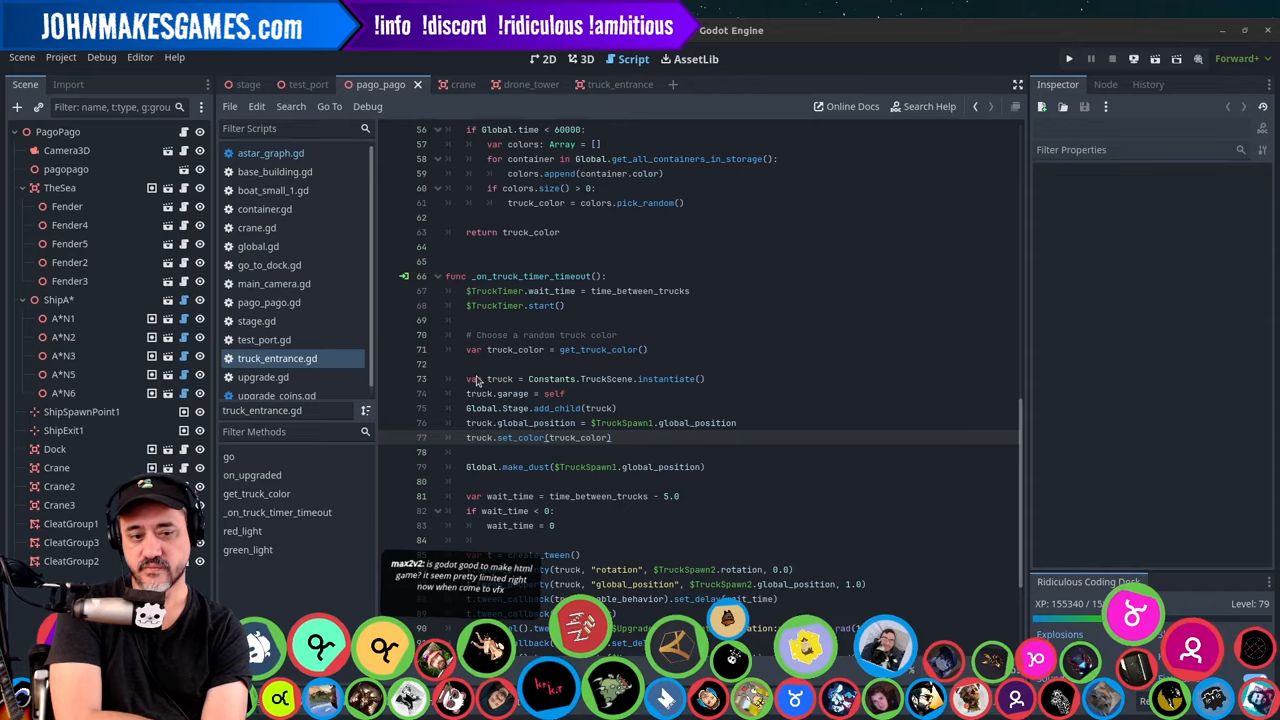 JOHNMAKESGAMES.com
!info !discord !ridiculous !ambitious
Godot Engine
Scene Project Debug Editor Help
2D 3D Script AssetLib
Forward+
Scene Import
stage test_port pago_pago crane drone_tower truck_entrance
Inspector Node History
Filter: name, t:type, g:grou
File Edit Search Go To Debug
Online Docs Search Help
Filter Scripts
Filter Properties
PagoPago
Camera3D
pagopago
TheSea
Fender
Fender4
Fender5
Fender2
Fender3
ShipA*
A*N1
A*N2
A*N3
A*N5
A*N6
ShipSpawnPoint1
ShipExit1
Dock
Crane
Crane2
Crane3
CleatGroup1
CleatGroup3
CleatGroup2
astar_graph.gd
base_building.gd
boat_small_1.gd
container.gd
crane.gd
global.gd
go_to_dock.gd
main_camera.gd
pago_pago.gd
stage.gd
test_port.gd
truck_entrance.gd
upgrade.gd
upgrade_coins.gd
truck_entrance.gd
Filter Methods
go
on_upgraded
get_truck_color
_on_truck_timer_timeout
red_light
green_light
56 if Global.time < 60000:
57 var colors: Array = []
58 for container in Global.get_all_containers_in_storage():
59 colors.append(container.color)
60 if colors.size() > 0:
61 truck_color = colors.pick_random()
62
63 return truck_color
64
65
66 func _on_truck_timer_timeout():
67 $TruckTimer.wait_time = time_between_trucks
68 $TruckTimer.start()
69
70 # Choose a random truck color
71 var truck_color = get_truck_color()
72
73 var truck = Constants.TruckScene.instantiate()
74 truck.garage = self
75 Global.Stage.add_child(truck)
76 truck.global_position = $TruckSpawn1.global_position
77 truck.set_color(truck_color)
78
79 Global.make_dust($TruckSpawn1.global_position)
81 var wait_time = time_between_trucks - 5.0
82 if wait_time < 0:
83 wait_time = 0
84
max2v2: is godot good to make html
game? it seem pretty limited right
now when come to vfx
Ridiculous Coding Dock
XP: 155340 / 15
Level: 79
Explosions